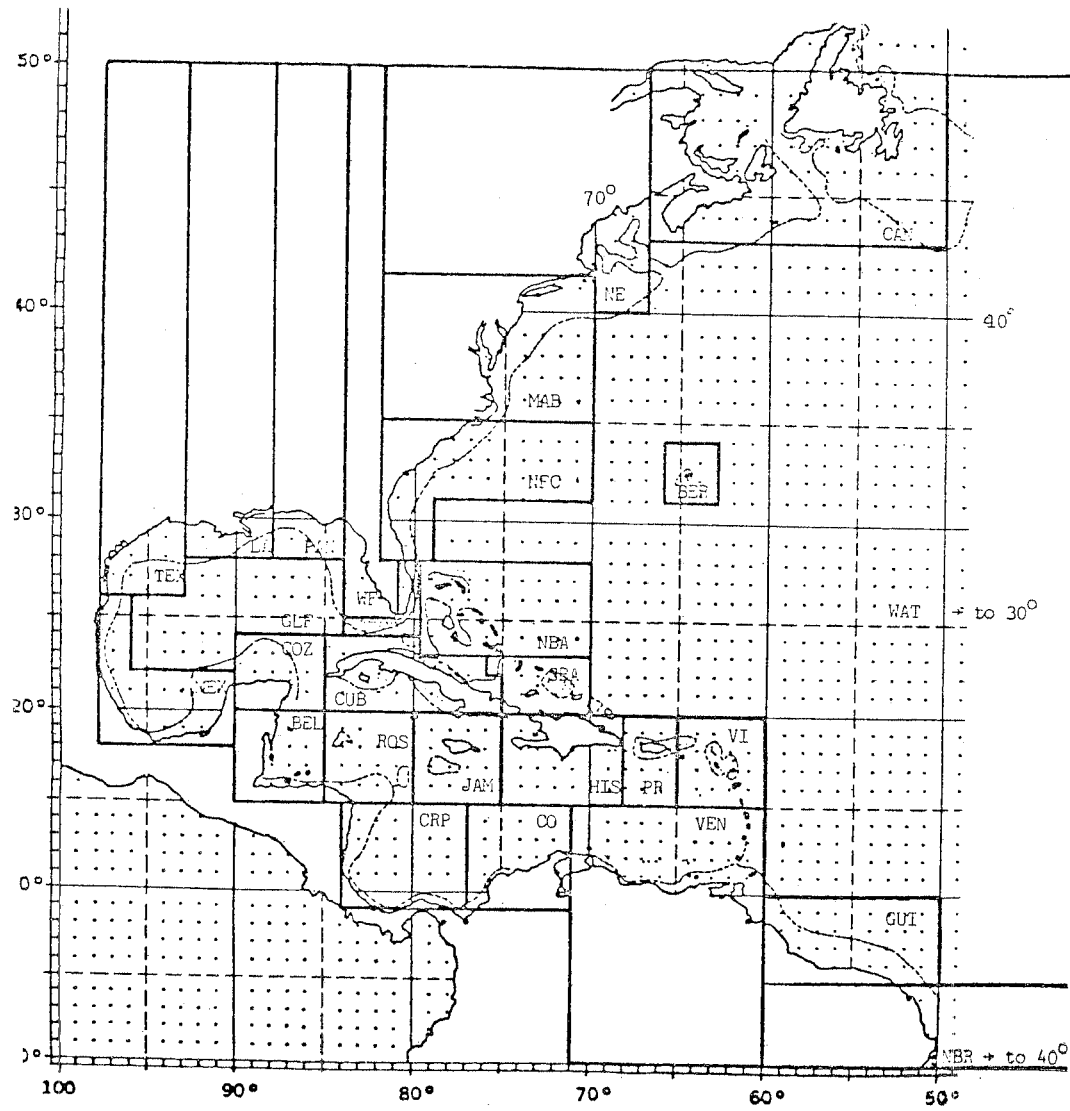 50°
70°
CAN
NE
40°
40°
MAB
NFC
BER
30°
LA
PAN
TEX
WF
GLF
WAT → to 30°
COZ
NBA
SBA
20°
CUB
BEL
ROS
VI
JAM
HIS
PR
CRP
CO
VEN
0°
GUI
0°
NBR → to 40°
100
90°
80°
70°
60°
50°